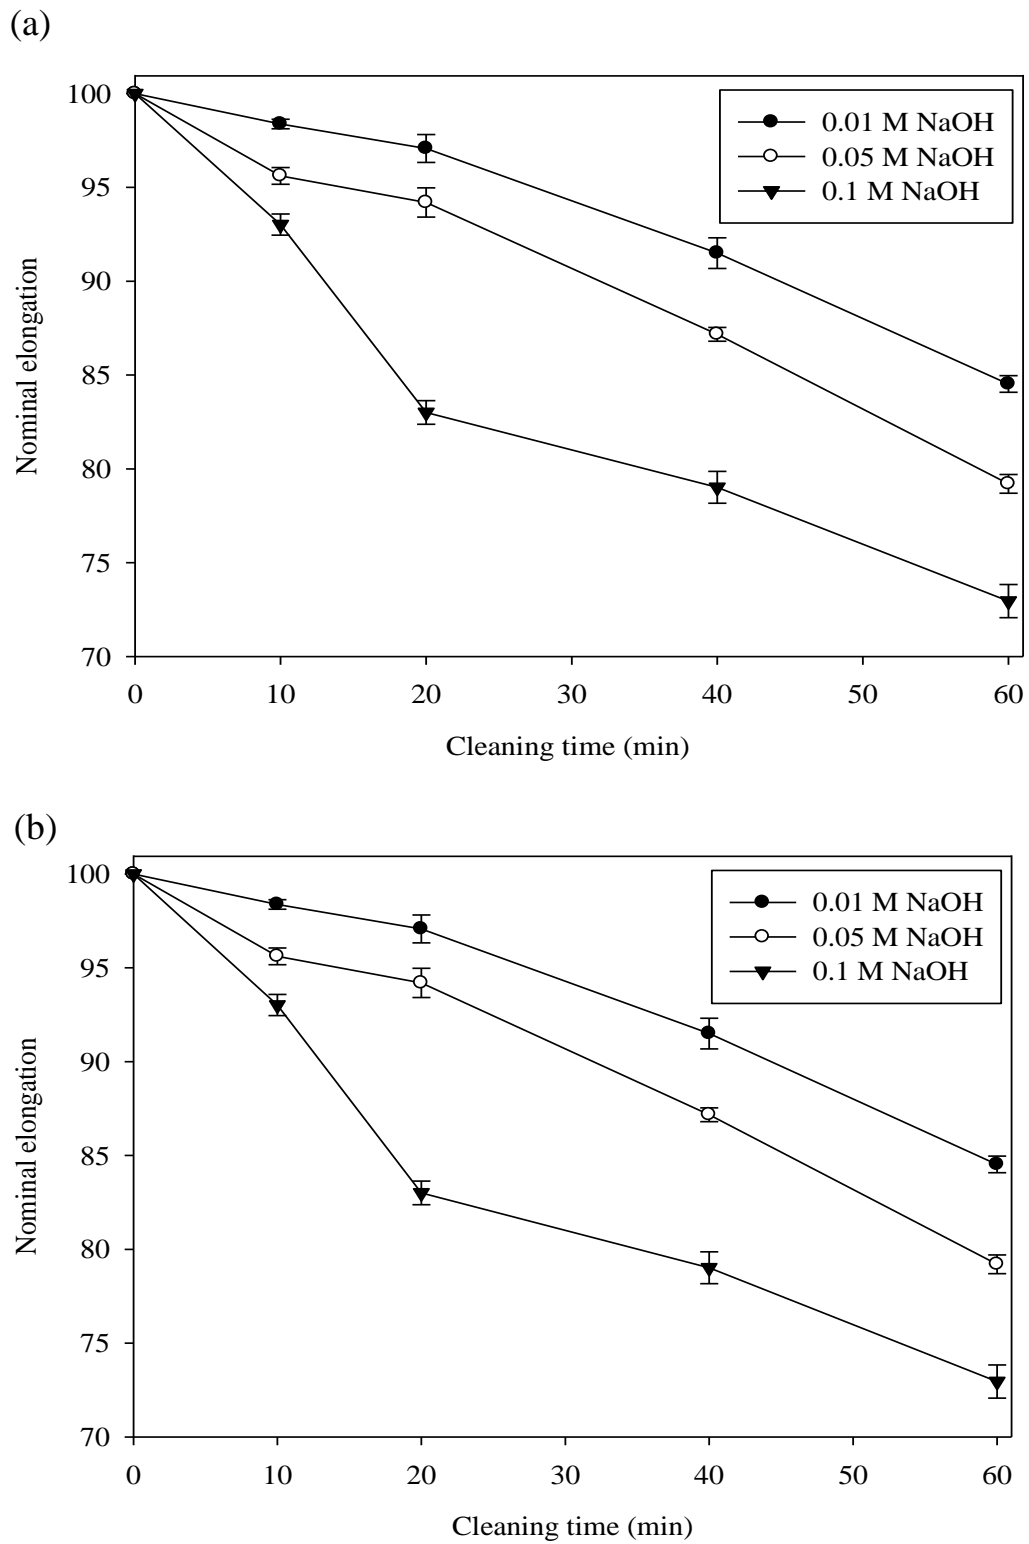 (a)
100
95
90
85
80
75
70
Nominal elongation
0.01 M NaOH
0.05 M NaOH
0.1 M NaOH
0 10 20 30 40 50 60
Cleaning time (min)
(b)
100
95
90
85
80
75
70
Nominal elongation
0.01 M NaOH
0.05 M NaOH
0.1 M NaOH
0 10 20 30 40 50 60
Cleaning time (min)